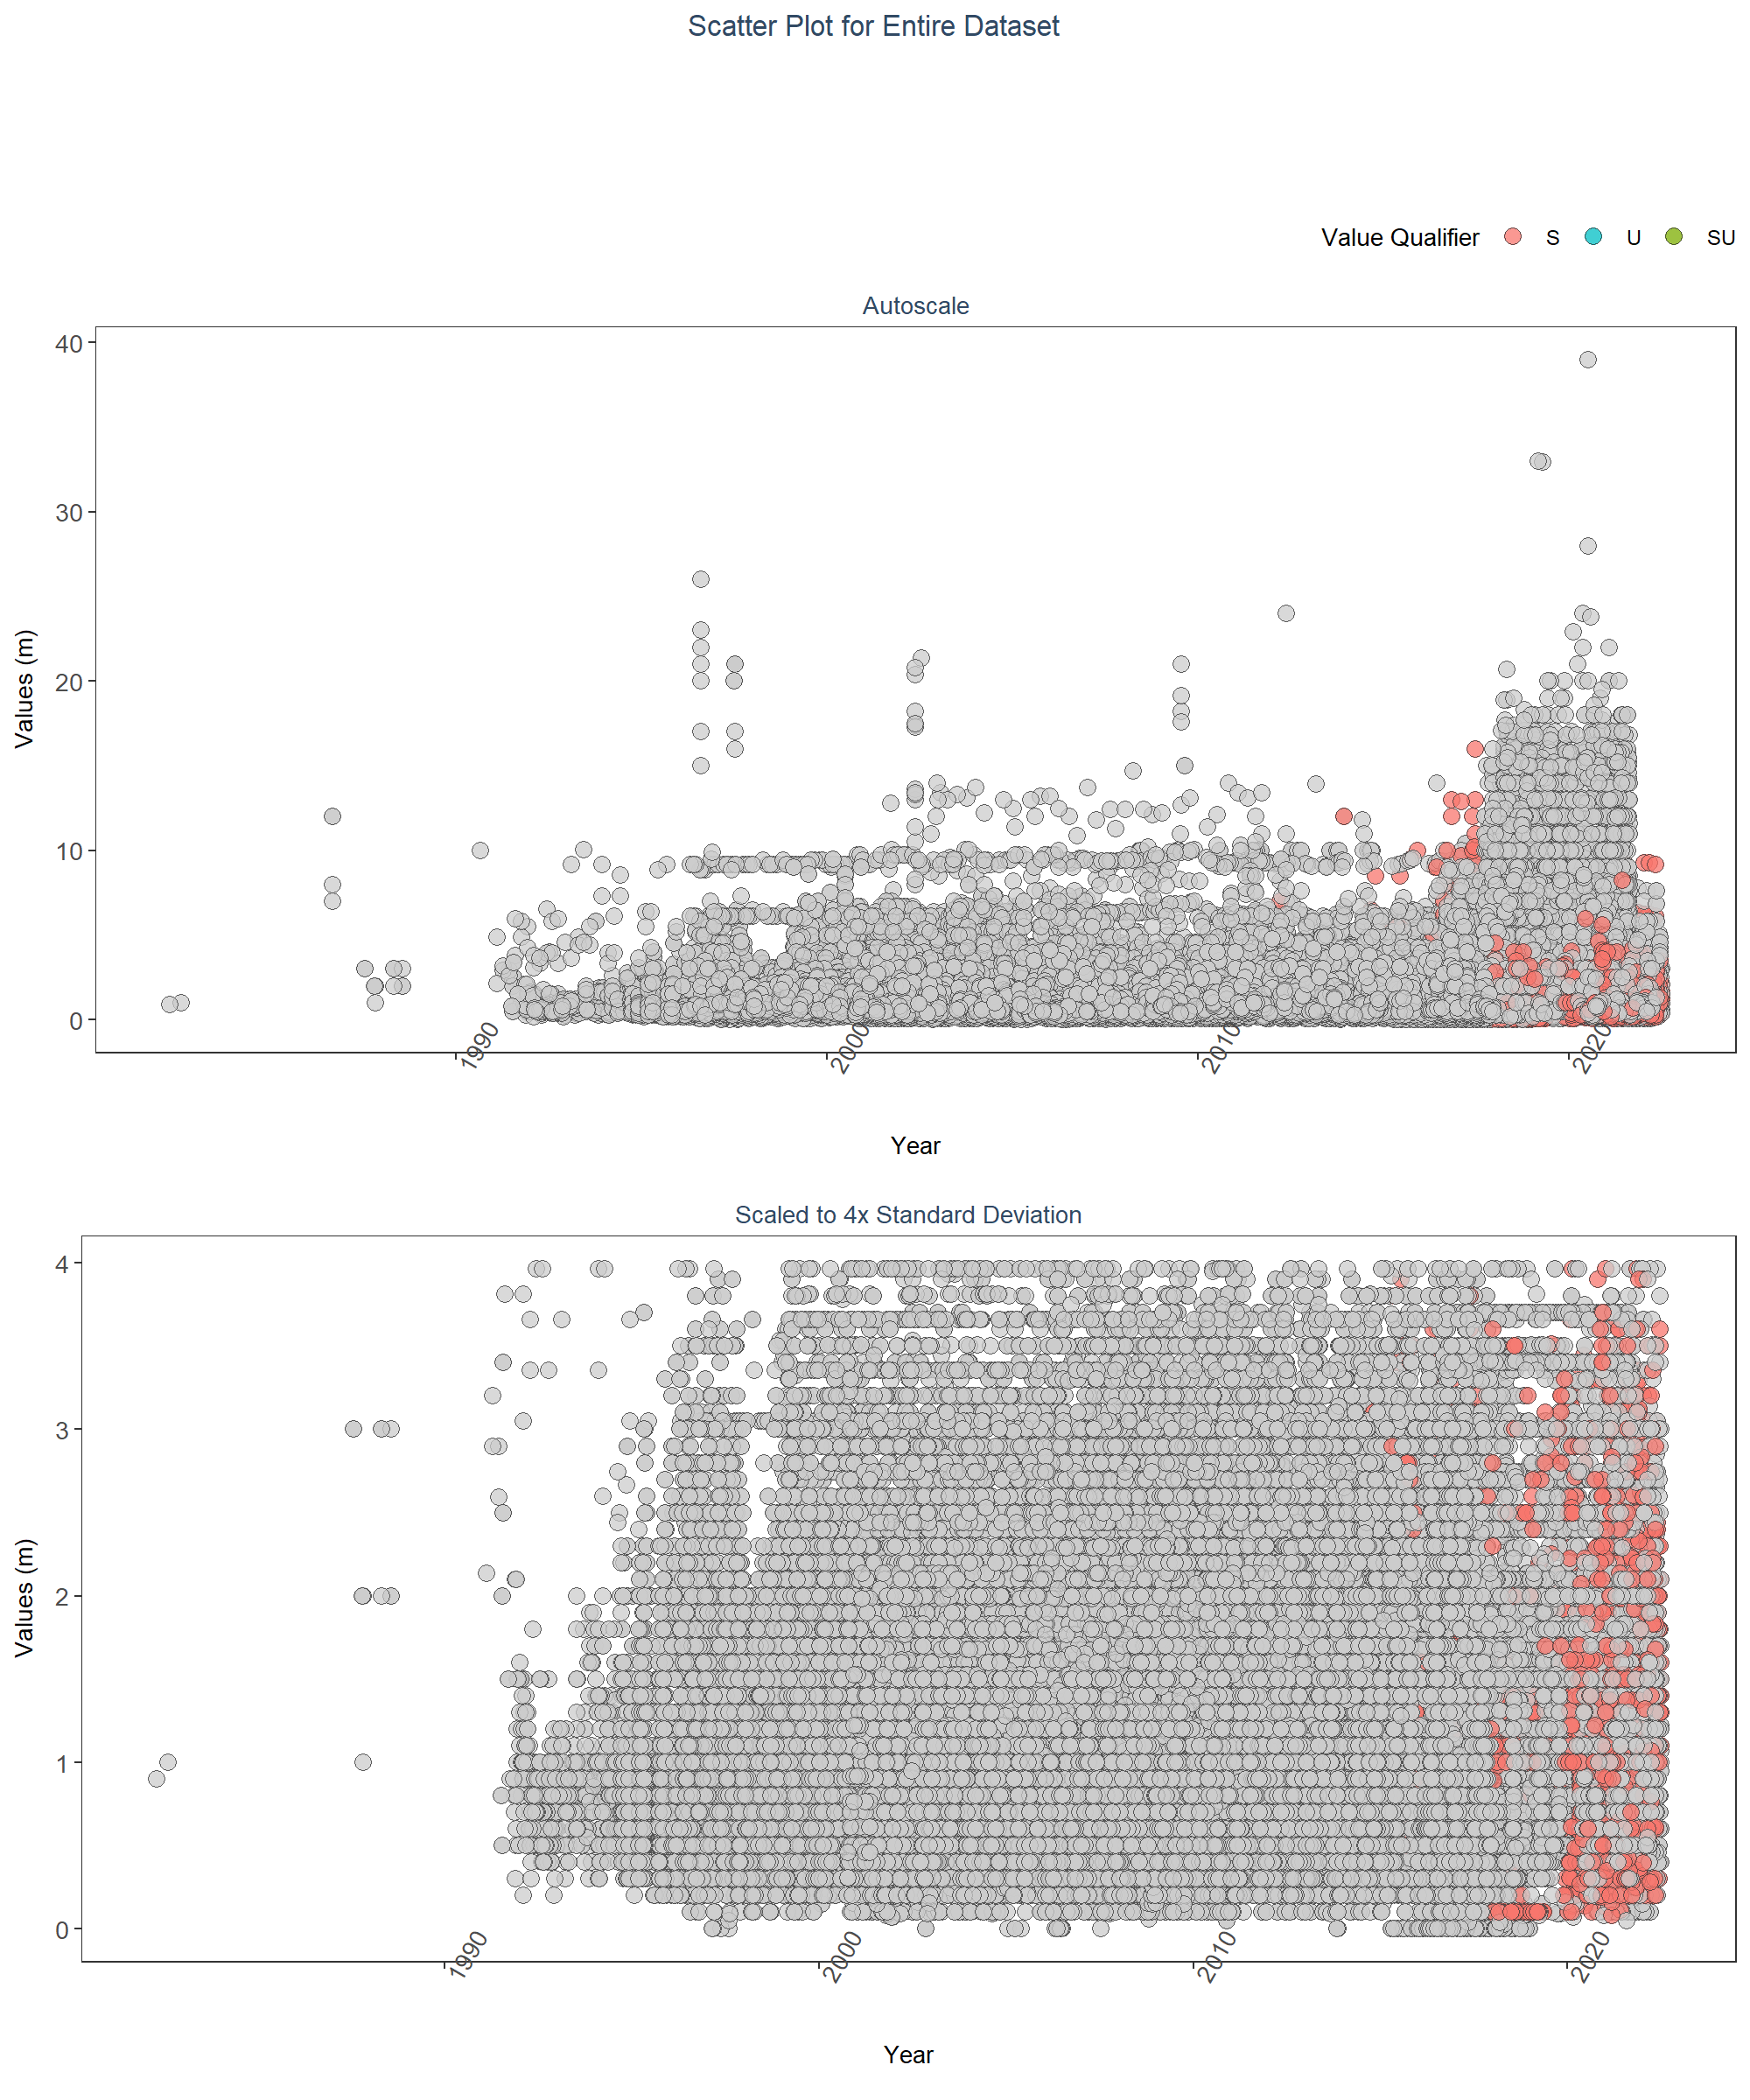 Scatter Plot for Entire Dataset
Value Qualifier S U SU
Autoscale
40
30
20
10
0
Values (m)
1990 2000 2010 2020
Year
Scaled to 4x Standard Deviation
4
3
2
1
0
Values (m)
1990 2000 2010 2020
Year